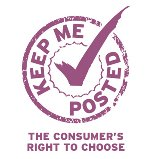 KEEP ME
POSTED
THE CONSUMER'S
RIGHT TO CHOOSE